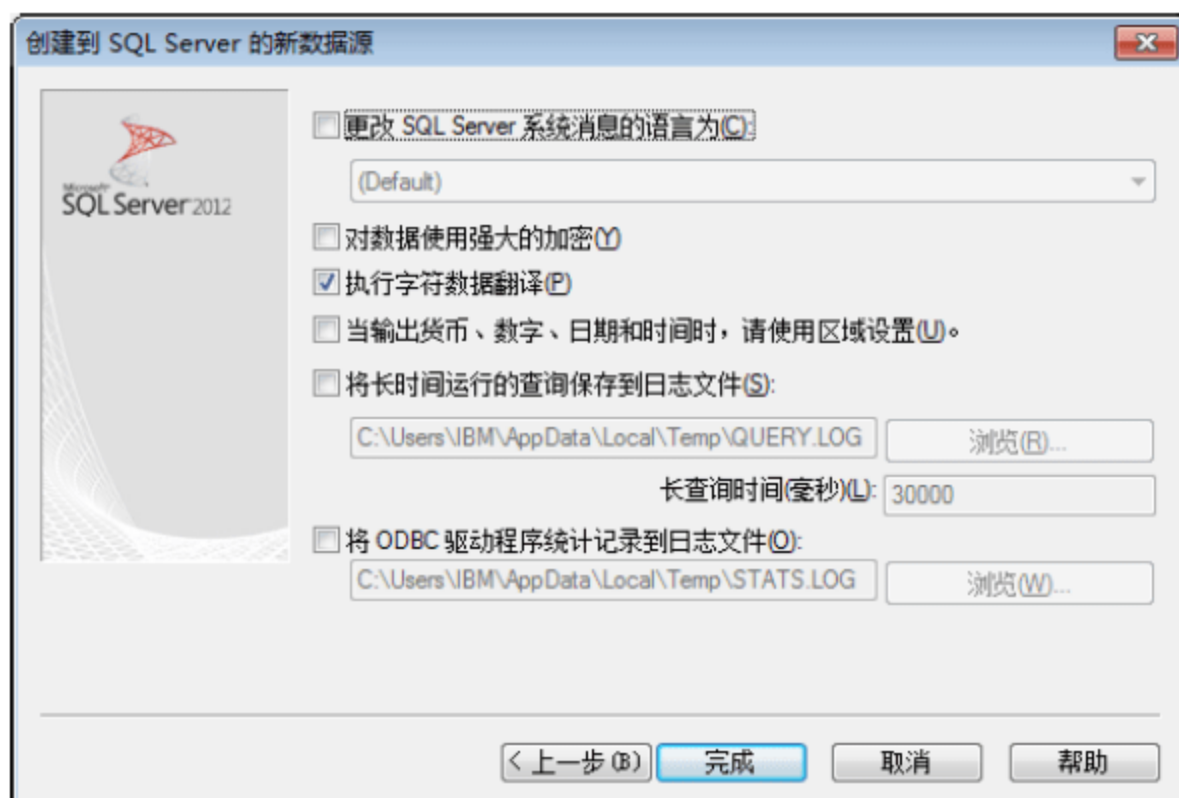 创建到 SQL Server 的新数据源
Microsoft
SQL Server 2012
更改 SQL Server 系统消息的语言为(C):
(Default)
对数据使用强大的加密(Y)
执行字符数据翻译(P)
当输出货币、数字、日期和时间时，请使用区域设置(U)。
将长时间运行的查询保存到日志文件(S):
C:\Users\IBM\AppData\Local\Temp\QUERY.LOG 浏览(R)...
长查询时间(毫秒)(L): 30000
将 ODBC 驱动程序统计记录到日志文件(O):
C:\Users\IBM\AppData\Local\Temp\STATS.LOG 浏览(W)...
< 上一步(B) 完成 取消 帮助